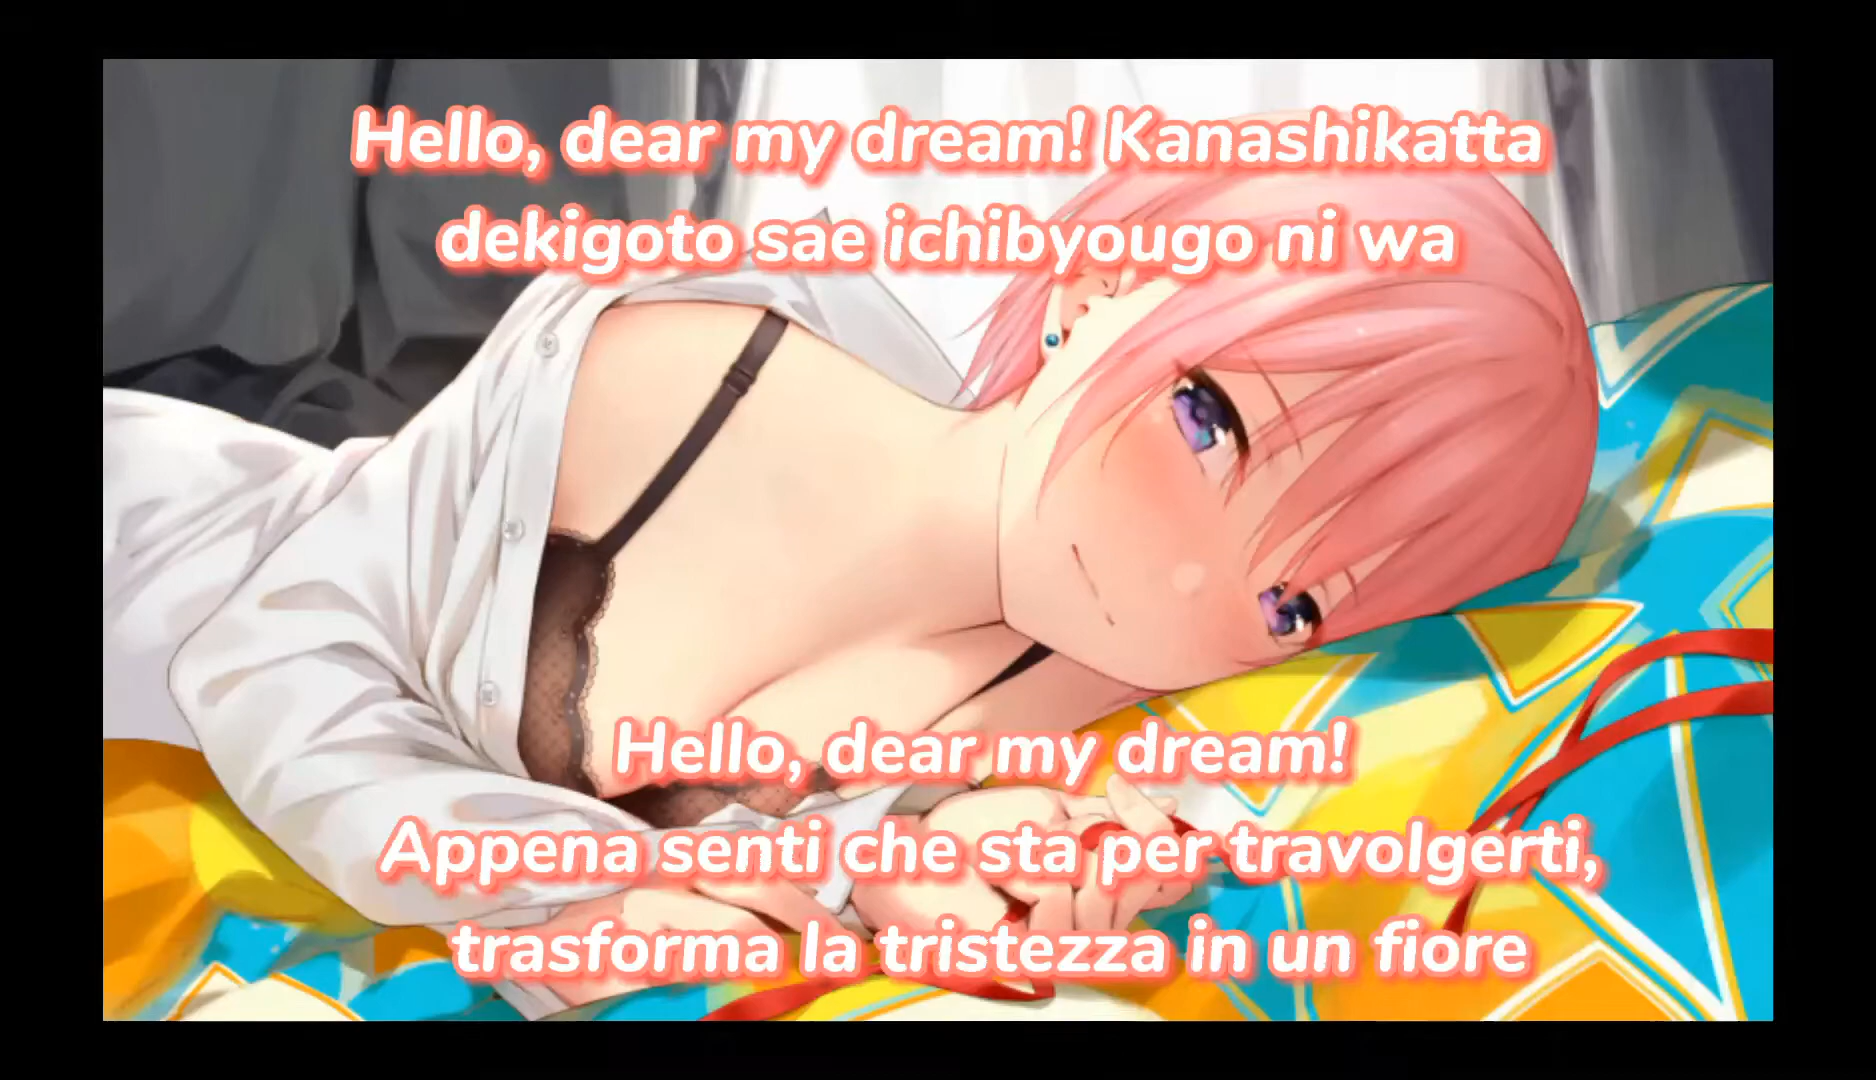 Hello, dear my dream! Kanashikatta
dekigoto sae ichibyougo ni wa
Hello, dear my dream!
Appena senti che sta per travolgerti,
trasforma la tristezza in un fiore